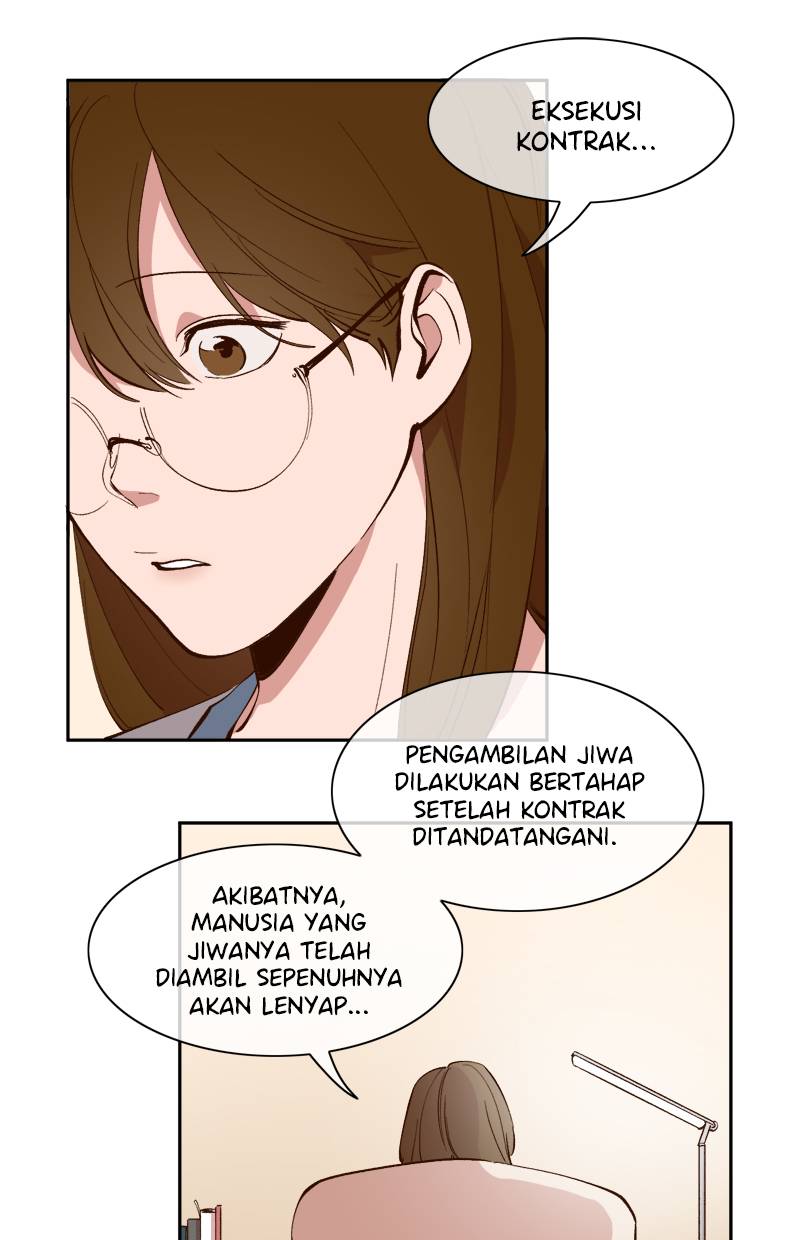 EKSEKUSI
KONTRAK...
PENGAMBILAN JIWA
DILAKUKAN BERTAHAP
SETELAH KONTRAK
DITANDATANGANI.
AKIBATNYA,
MANUSIA YANG
JIWANYA TELAH
DIAMBIL SEPENUHNYA
AKAN LENYAP...